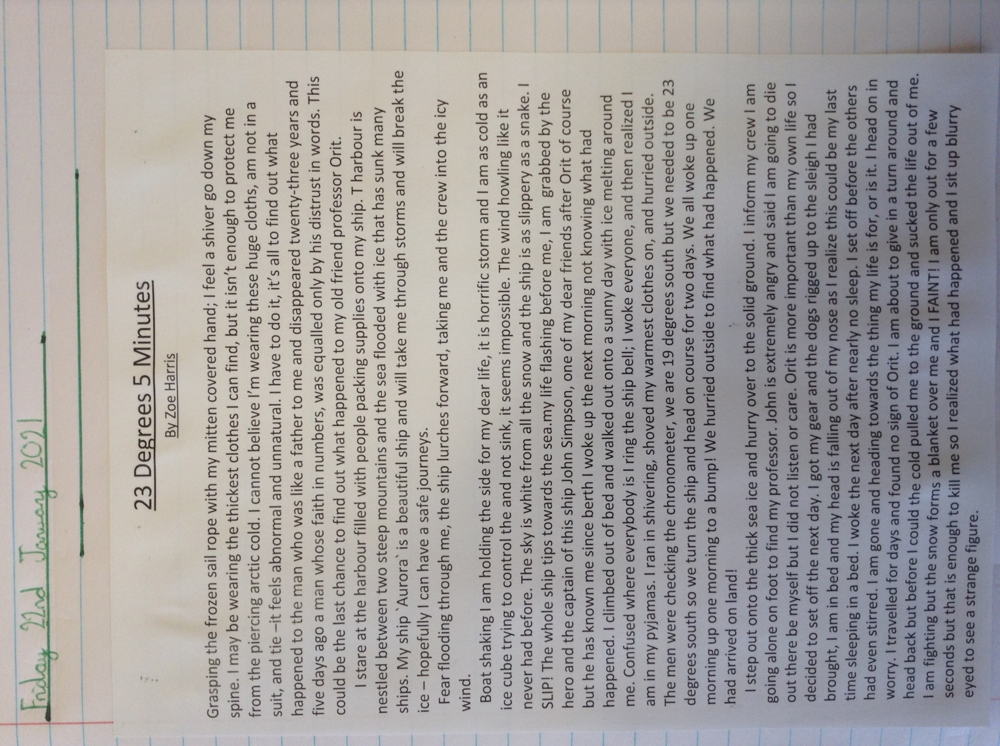 Friday 22nd January 2021
23 Degrees 5 Minutes
By Zoe Harris
Grasping the frozen sail rope with my mitten covered hand; I feel a shiver go down my
spine. I may be wearing the thickest clothes I can find, but it isn't enough to protect me
from the piercing arctic cold. I cannot believe I'm wearing these huge cloths, am not in a
suit, and tie –it feels abnormal and unnatural. I have to do it, it's all to find out what
happened to the man who was like a father to me and disappeared twenty-three years and
five days ago a man whose faith in numbers, was equalled only by his distrust in words. This
could be the last chance to find out what happened to my old friend professor Orit.
I stare at the harbour filled with people packing supplies onto my ship. T harbour is
nestled between two steep mountains and the sea flooded with ice that has sunk many
ships. My ship `Aurora` is a beautiful ship and will take me through storms and will break the
ice – hopefully I can have a safe journeys.
Fear flooding through me, the ship lurches forward, taking me and the crew into the icy
wind.
Boat shaking I am holding the side for my dear life, it is horrific storm and I am as cold as an
ice cube trying to control the and not sink, it seems impossible. The wind howling like it
never had before. The sky is white from all the snow and the ship is as slippery as a snake. I
SLIP! The whole ship tips towards the sea.my life flashing before me, I am grabbed by the
hero and the captain of this ship John Simpson, one of my dear friends after Orit of course
but he has known me since berth I woke up the next morning not knowing what had
happened. I climbed out of bed and walked out onto a sunny day with ice melting around
me. Confused where everybody is I ring the ship bell; I woke everyone, and then realized I
am in my pyjamas. I ran in shivering, shoved my warmest clothes on, and hurried outside.
The men were checking the chronometer, we are 19 degrees south but we needed to be 23
degrees south so we turn the ship and head on course for two days. We all woke up one
morning up one morning to a bump! We hurried outside to find what had happened. We
had arrived on land!
I step out onto the thick sea ice and hurry over to the solid ground. I inform my crew I am
going alone on foot to find my professor. John is extremely angry and said I am going to die
out there be myself but I did not listen or care. Orit is more important than my own life so I
decided to set off the next day. I got my gear and the dogs rigged up to the sleigh I had
brought, I am in bed and my head is falling out of my nose as I realize this could be my last
time sleeping in a bed. I woke the next day after nearly no sleep. I set off before the others
had even stirred. I am gone and heading towards the thing my life is for, or is it. I head on in
worry. I travelled for days and found no sign of Orit. I am about to give in a turn around and
head back but before I could the cold pulled me to the ground and sucked the life out of me.
I am fighting but the snow forms a blanket over me and I FAINT! I am only out for a few
seconds but that is enough to kill me so I realized what had happened and I sit up blurry
eyed to see a strange figure.